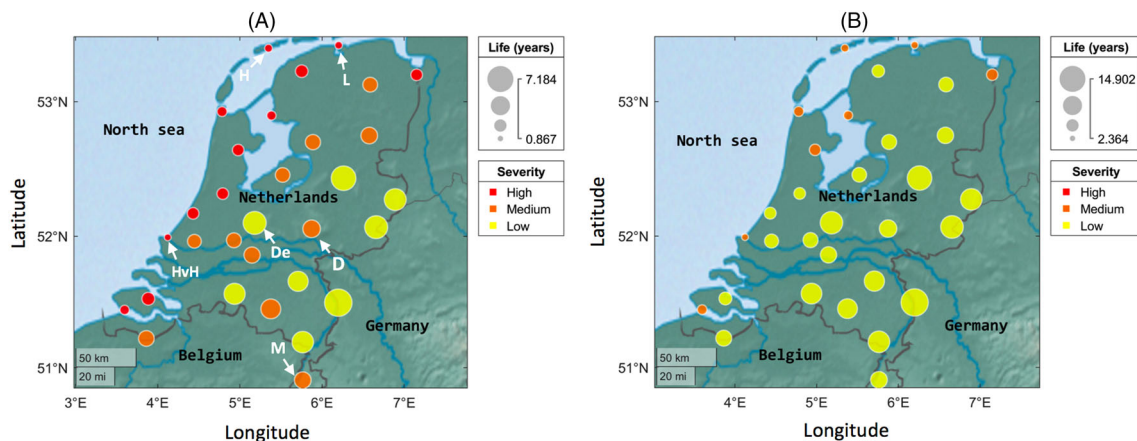 (A)
Latitude
53°N
52°N
51°N
North sea
Netherlands
Germany
Belgium
H
L
De
D
HvH
M
50 km
20 mi
3°E 4°E 5°E 6°E 7°E
Longitude
Life (years)
7.184
0.867
Severity
High
Medium
Low
(B)
Latitude
53°N
52°N
51°N
North sea
Netherlands
Germany
Belgium
50 km
20 mi
4°E 5°E 6°E 7°E
Longitude
Life (years)
14.902
2.364
Severity
High
Medium
Low